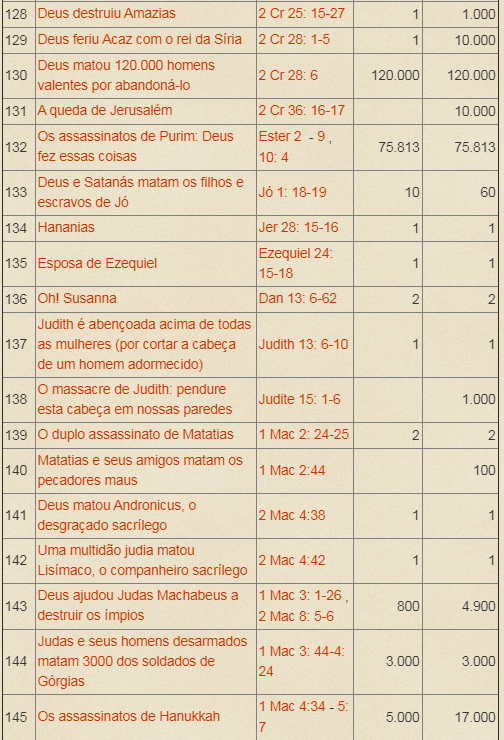 128 Deus destruiu Amazias 2 Cr 25: 15-27 1 1.000
129 Deus feriu Acaz com o rei da Síria 2 Cr 28: 1-5 1 10.000
130 Deus matou 120.000 homens valentes por abandoná-lo 2 Cr 28: 6 120.000 120.000
131 A queda de Jerusalém 2 Cr 36: 16-17 10.000
132 Os assassinatos de Purim: Deus fez essas coisas Ester 2 - 9 , 10: 4 75.813 75.813
133 Deus e Satanás matam os filhos e escravos de Jó Jó 1: 18-19 10 60
134 Hananias Jer 28: 15-16 1 1
135 Esposa de Ezequiel Ezequiel 24: 15-18 1 1
136 Oh! Susanna Dan 13: 6-62 2 2
137 Judith é abençoada acima de todas as mulheres (por cortar a cabeça de um homem adormecido) Judith 13: 6-10 1 1
138 O massacre de Judith: pendure esta cabeça em nossas paredes Judite 15: 1-6 1.000
139 O duplo assassinato de Matatias 1 Mac 2: 24-25 2 2
140 Matatias e seus amigos matam os pecadores maus 1 Mac 2:44 100
141 Deus matou Andronicus, o desgraçado sacrílego 2 Mac 4:38 1 1
142 Uma multidão judia matou Lisímaco, o companheiro sacrílego 2 Mac 4:42 1 1
143 Deus ajudou Judas Machabeus a destruir os ímpios 1 Mac 3: 1-26 , 2 Mac 8: 5-6 800 4.900
144 Judas e seus homens desarmados matam 3000 dos soldados de Górgias 1 Mac 3: 44-4: 24 3.000 3.000
145 Os assassinatos de Hanukkah 1 Mac 4:34 - 5: 7 5.000 17.000